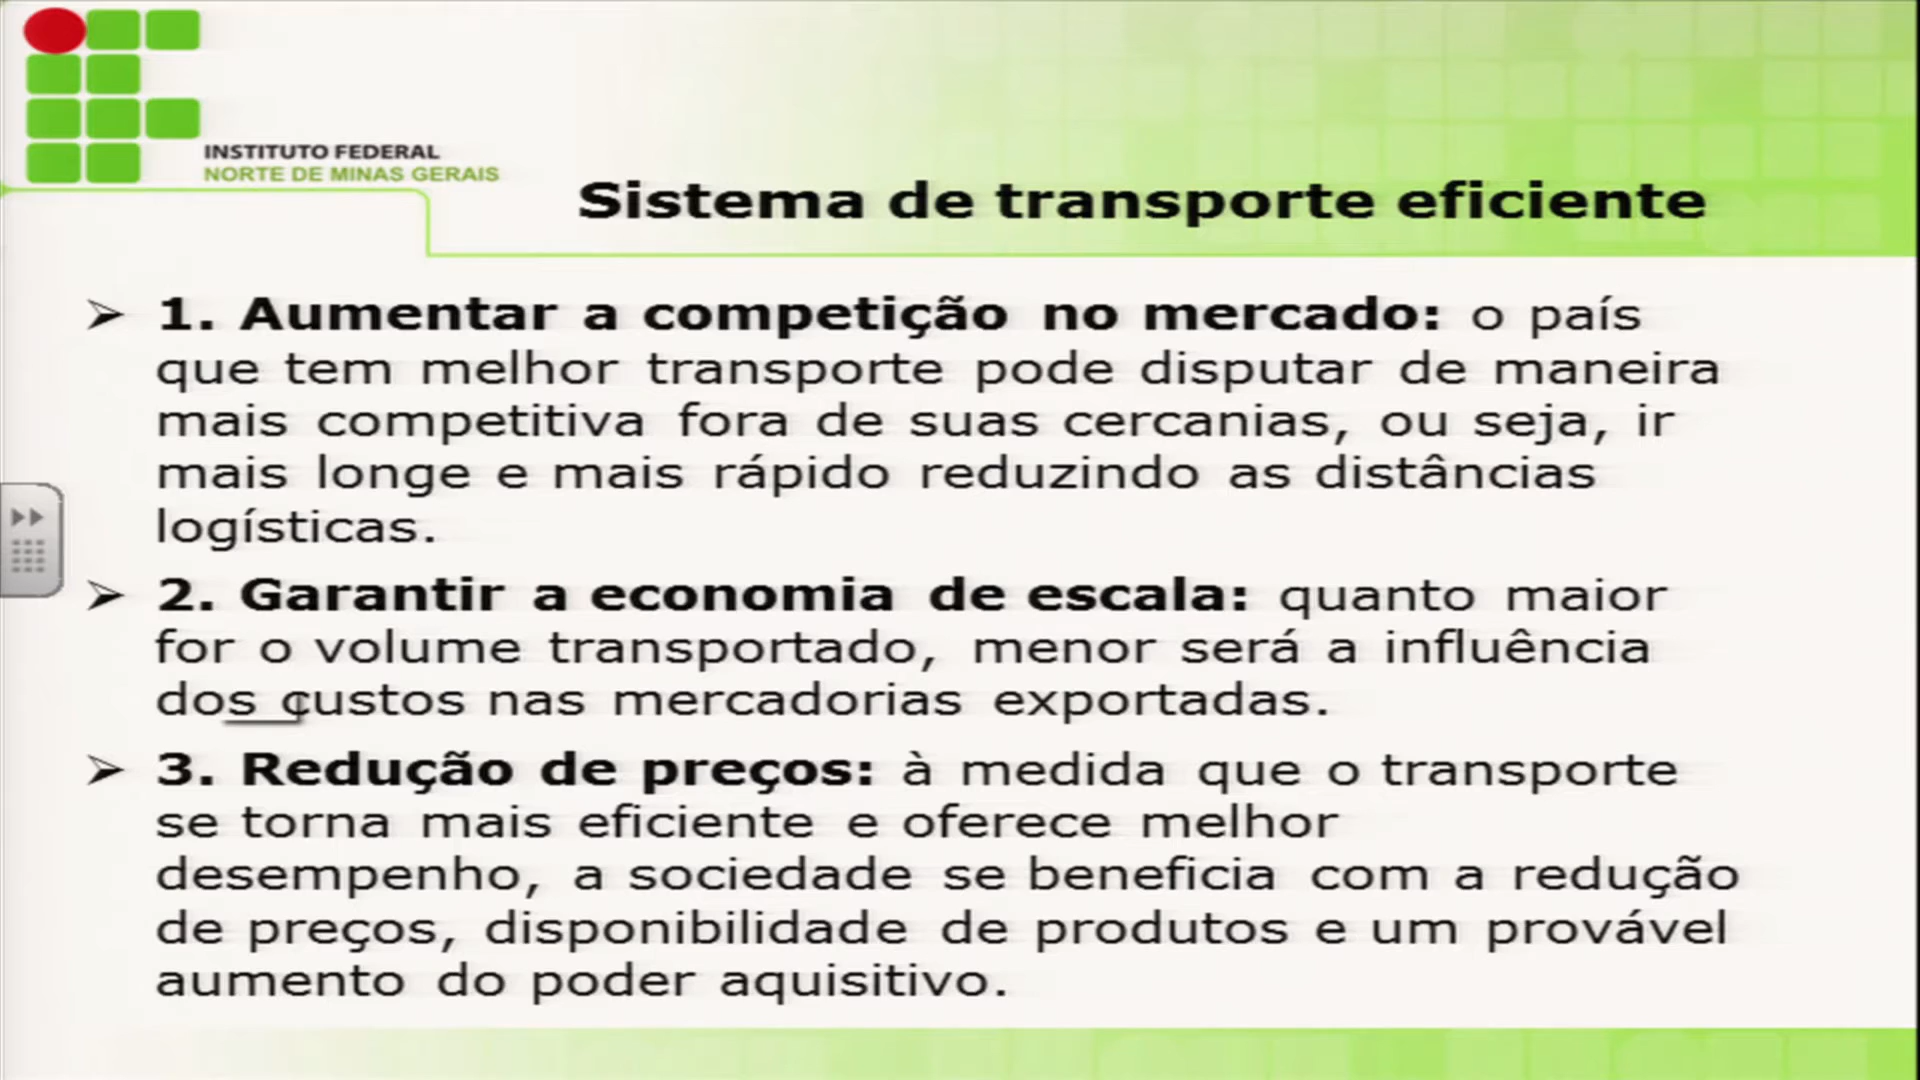 INSTITUTO FEDERAL
NORTE DE MINAS GERAIS
Sistema de transporte eficiente
➢ 1. Aumentar a competição no mercado: o país
que tem melhor transporte pode disputar de maneira
mais competitiva fora de suas cercanias, ou seja, ir
mais longe e mais rápido reduzindo as distâncias
logísticas.
➢ 2. Garantir a economia de escala: quanto maior
for o volume transportado, menor será a influência
dos custos nas mercadorias exportadas.
➢ 3. Redução de preços: à medida que o transporte
se torna mais eficiente e oferece melhor
desempenho, a sociedade se beneficia com a redução
de preços, disponibilidade de produtos e um provável
aumento do poder aquisitivo.